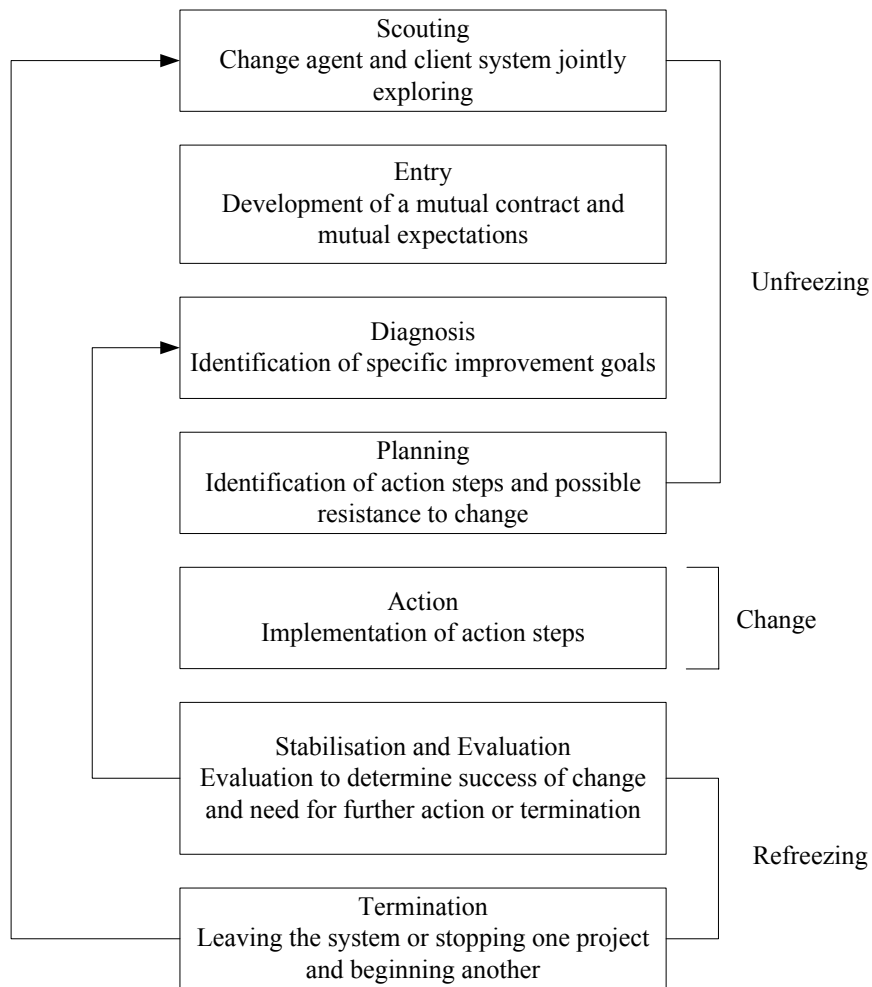 Scouting
Change agent and client system jointly
exploring
Entry
Development of a mutual contract and
mutual expectations
Unfreezing
Diagnosis
Identification of specific improvement goals
Planning
Identification of action steps and possible
resistance to change
Action
Implementation of action steps
Change
Stabilisation and Evaluation
Evaluation to determine success of change
and need for further action or termination
Refreezing
Termination
Leaving the system or stopping one project
and beginning another